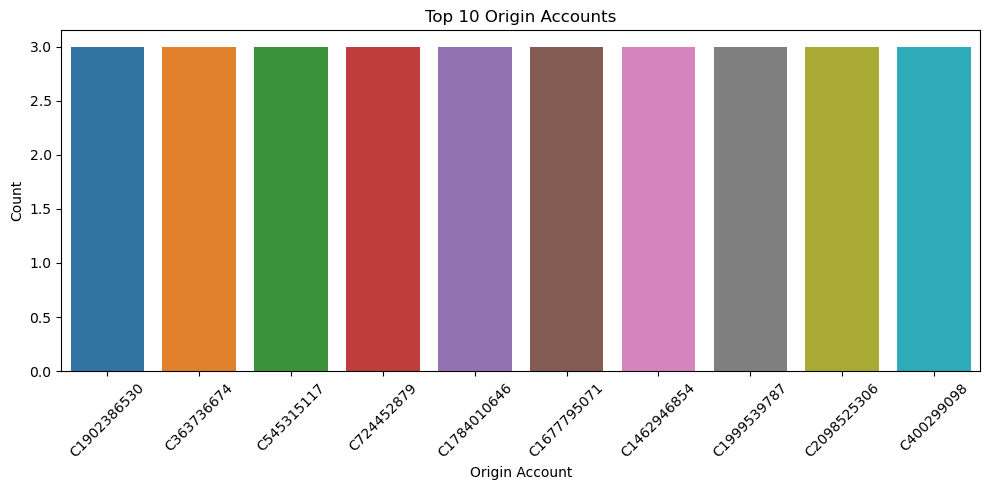 Top 10 Origin Accounts
Count
3.0
2.5
2.0
1.5
1.0
0.5
0.0
C1902386530
C363736674
C545315117
C724452879
C1784010646
C1677795071
C1462946854
C1999539787
C2098525306
C400299098
Origin Account